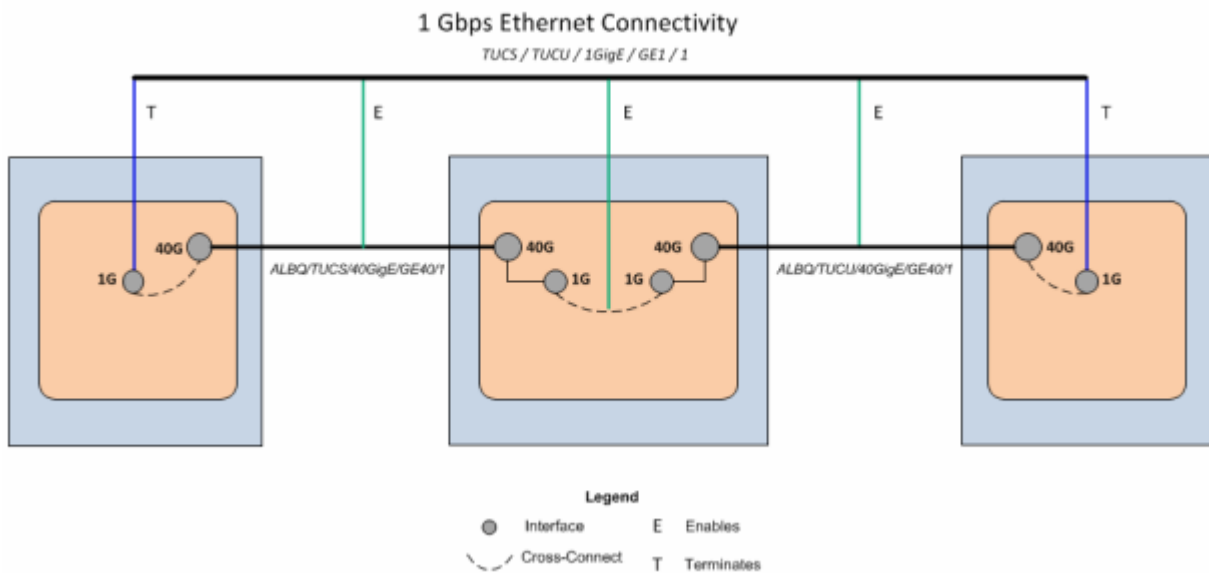 1 Gbps Ethernet Connectivity
TUCS / TUCU / 1GigE / GE1 / 1
T
E
E
E
T
40G
1G
ALBQ/TUCS/40GigE/GE40/1
40G
40G
1G
1G
ALBQ/TUCU/40GigE/GE40/1
40G
1G
Legend
Interface
E Enables
Cross-Connect
T Terminates